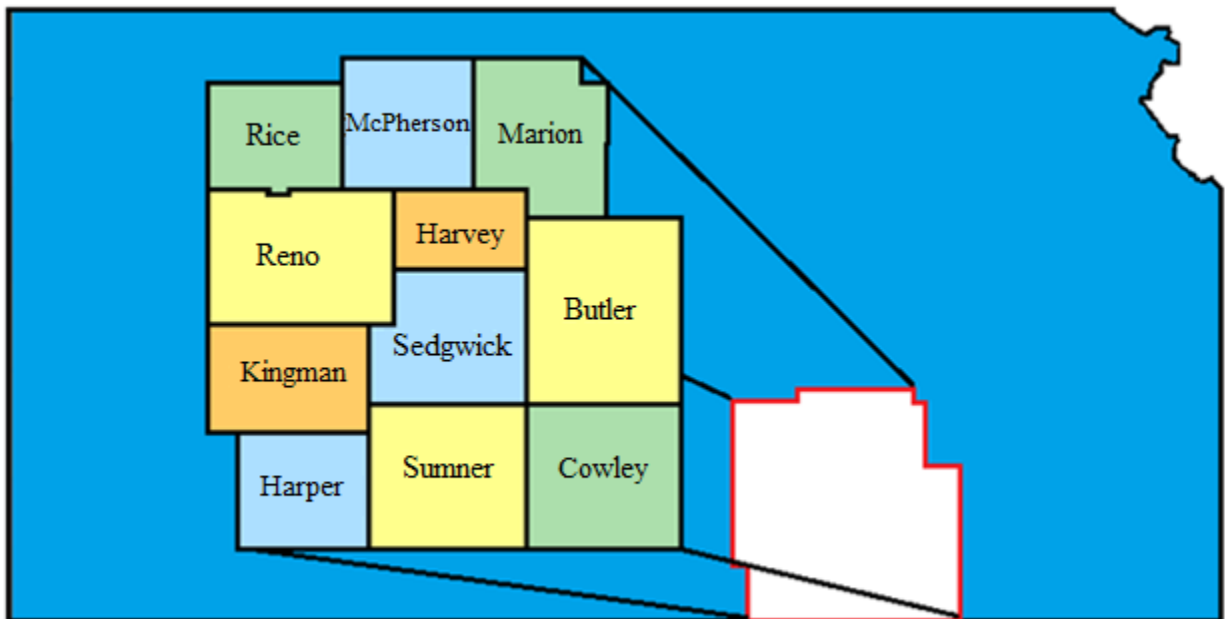 McPherson
Rice
Marion
Harvey
Reno
Butler
Sedgwick
Kingman
Sumner
Cowley
Harper